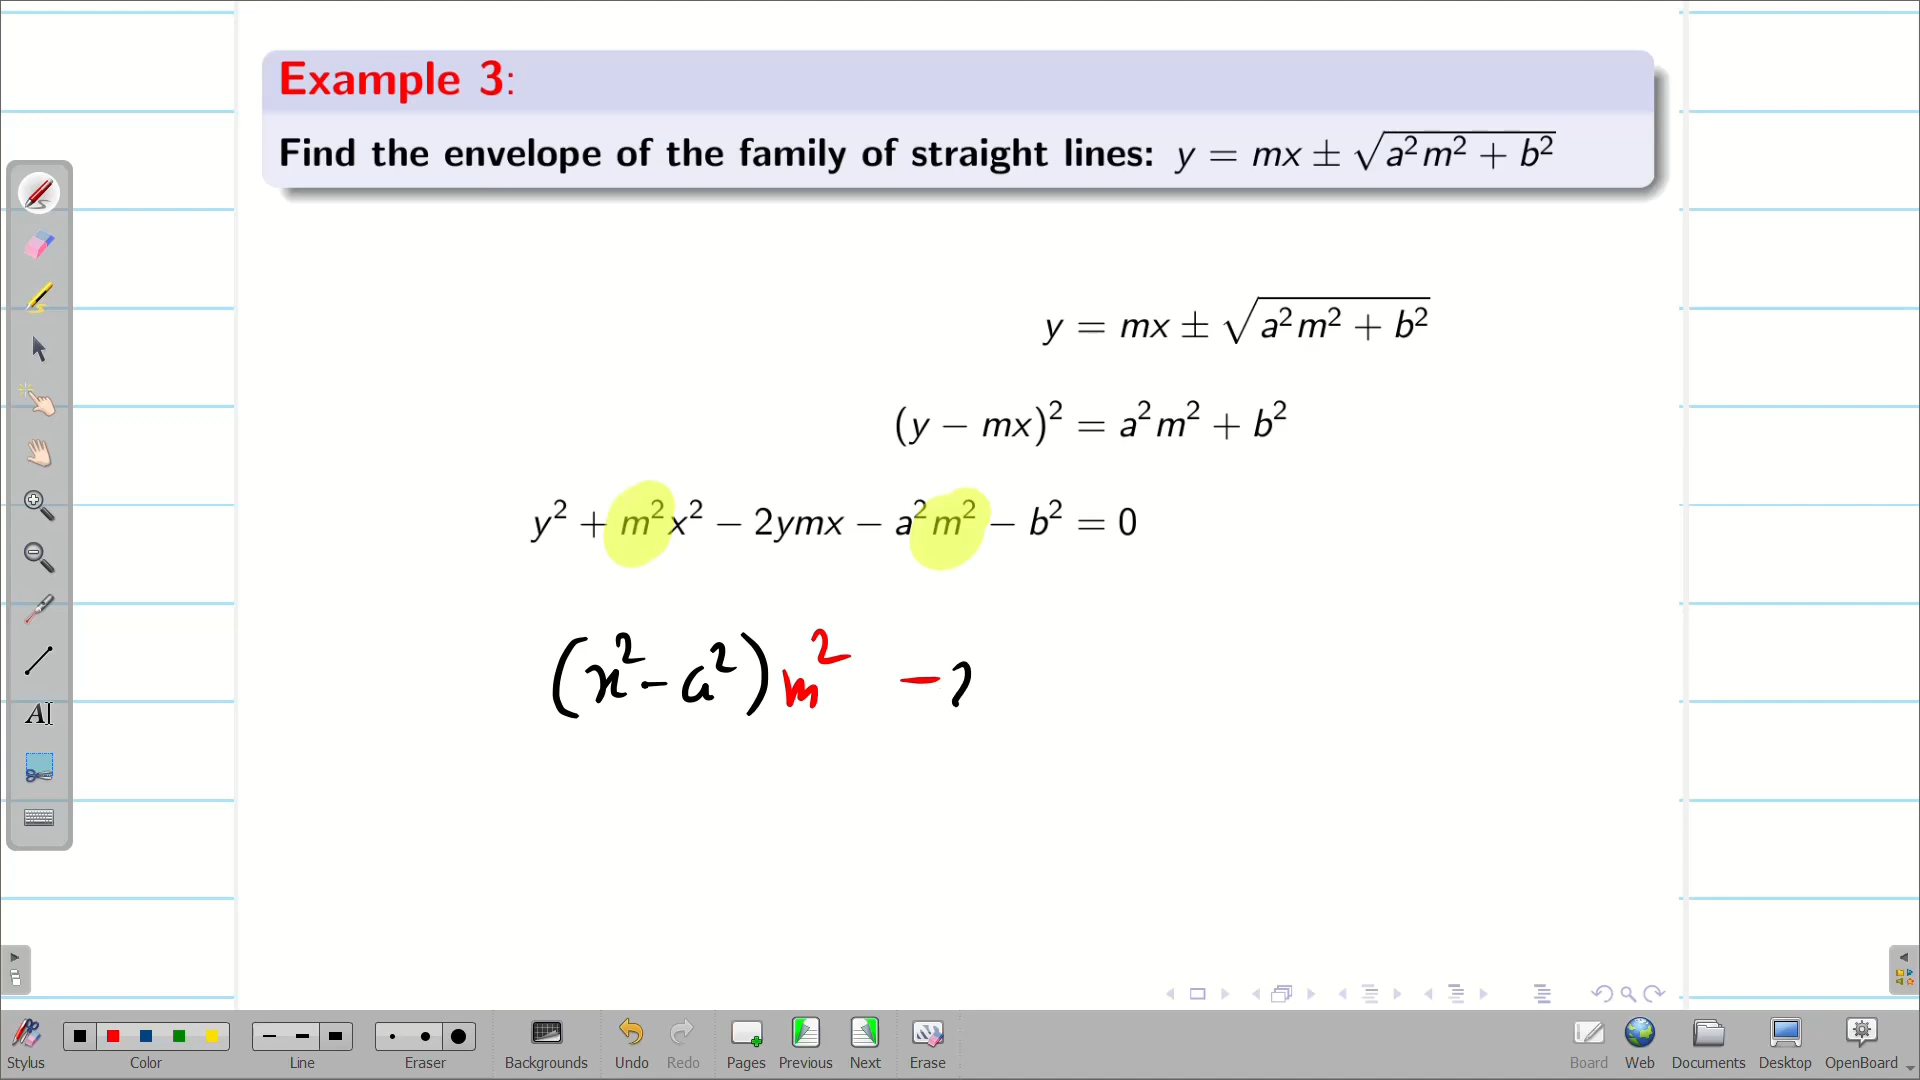 Example 3:
Find the envelope of the family of straight lines: y = mx ± √(a²m² + b²)
y = mx ± √(a²m² + b²)
(y − mx)² = a²m² + b²
y² + m²x² − 2ymx − a²m² − b² = 0
(x² − a²)m² −2
A
Stylus
Color
Line
Eraser
Backgrounds
Undo
Redo
Pages
Previous
Next
Erase
Board
Web
Documents
Desktop
OpenBoard